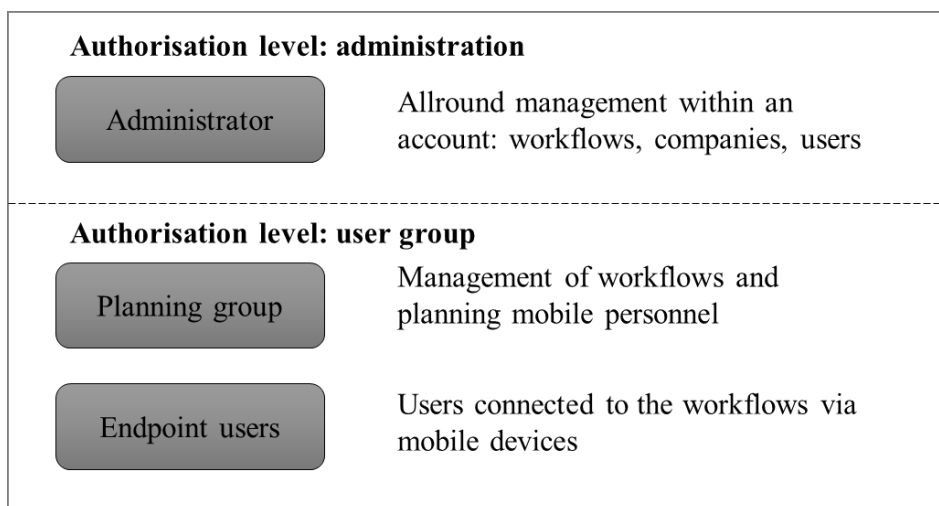 Authorisation level: administration
Administrator
Allround management within an
account: workflows, companies, users
Authorisation level: user group
Planning group
Management of workflows and
planning mobile personnel
Endpoint users
Users connected to the workflows via
mobile devices